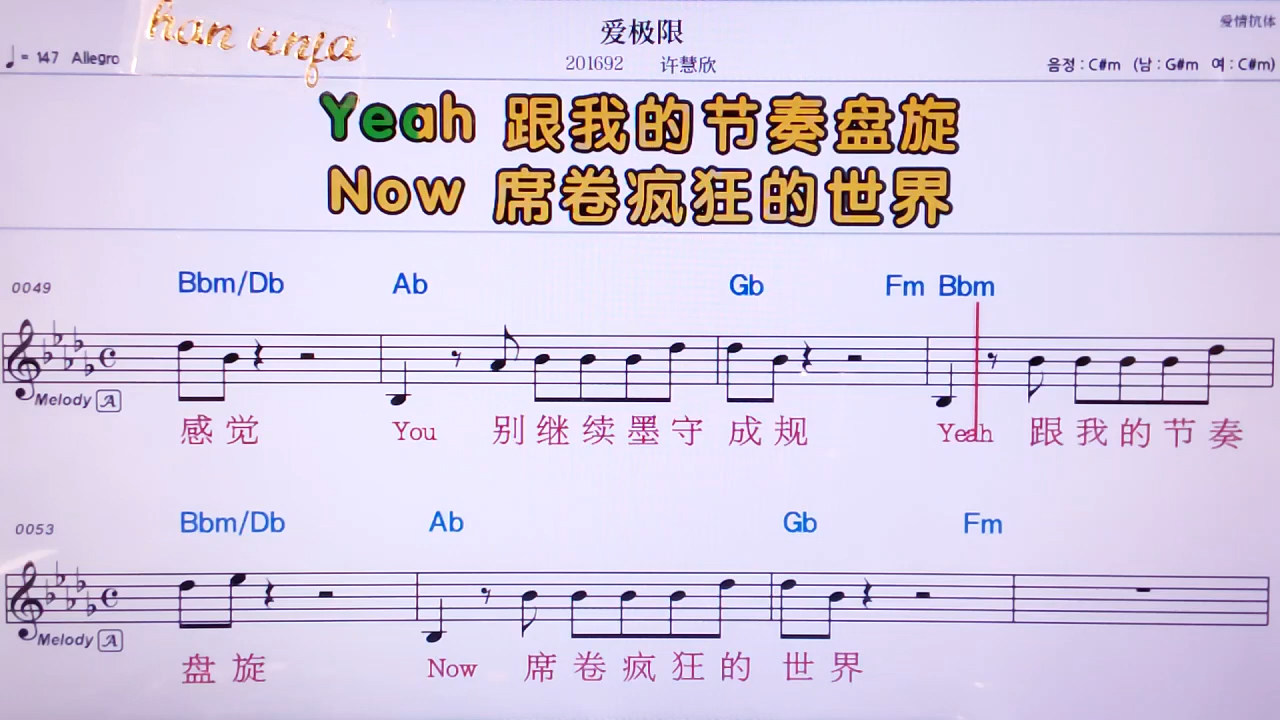 han unja
爱极限
爱情抗体
♩= 147 Allegro
201692 许慧欣
음정 : C#m (남 : G#m 여 : C#m)
Yeah 跟我的节奏盘旋
Now 席卷疯狂的世界
0049 Bbm/Db Ab Gb Fm Bbm
Melody A
感觉 You 别继续墨守成规 Yeah 跟我的节奏
0053 Bbm/Db Ab Gb Fm
Melody A
盘旋 Now 席卷疯狂的世界